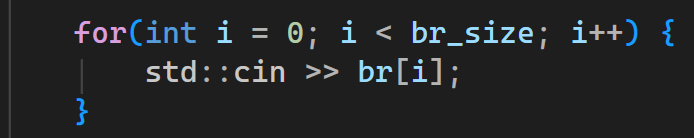 for(int i = 0; i < br_size; i++) {
    std::cin >> br[i];
}